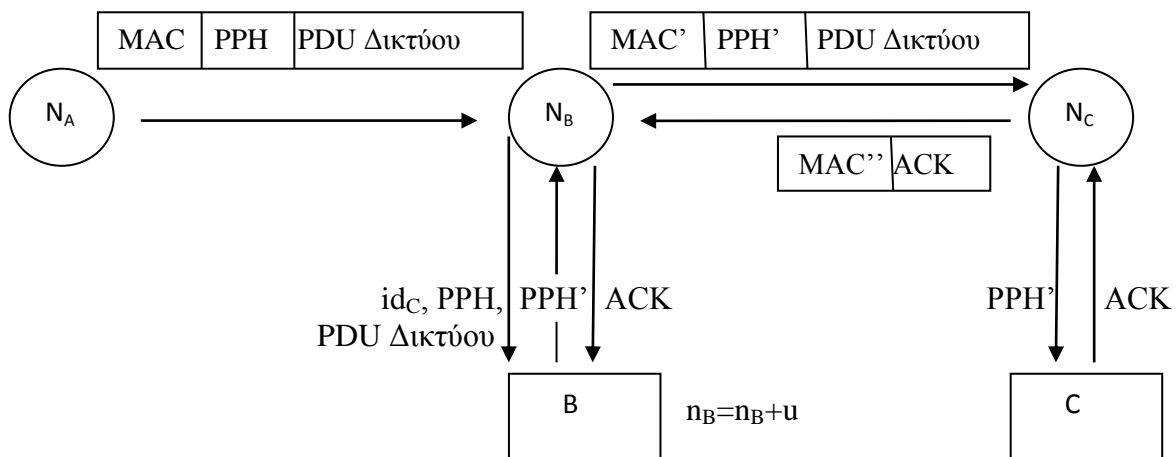 MAC PPH PDU Δικτύου
MAC’ PPH’ PDU Δικτύου
N_A
N_B
N_C
MAC’’ ACK
id_C, PPH, PPH’ ACK
PDU Δικτύου
PPH’ ACK
B
n_B=n_B+u
C